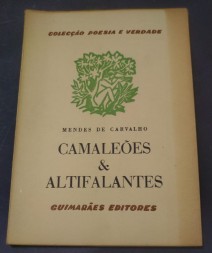 COLECÇÃO POESIA E VERDADE
MENDES DE CARVALHO
CAMALEÕES
&
ALTIFALANTES
GUIMARÃES EDITORES